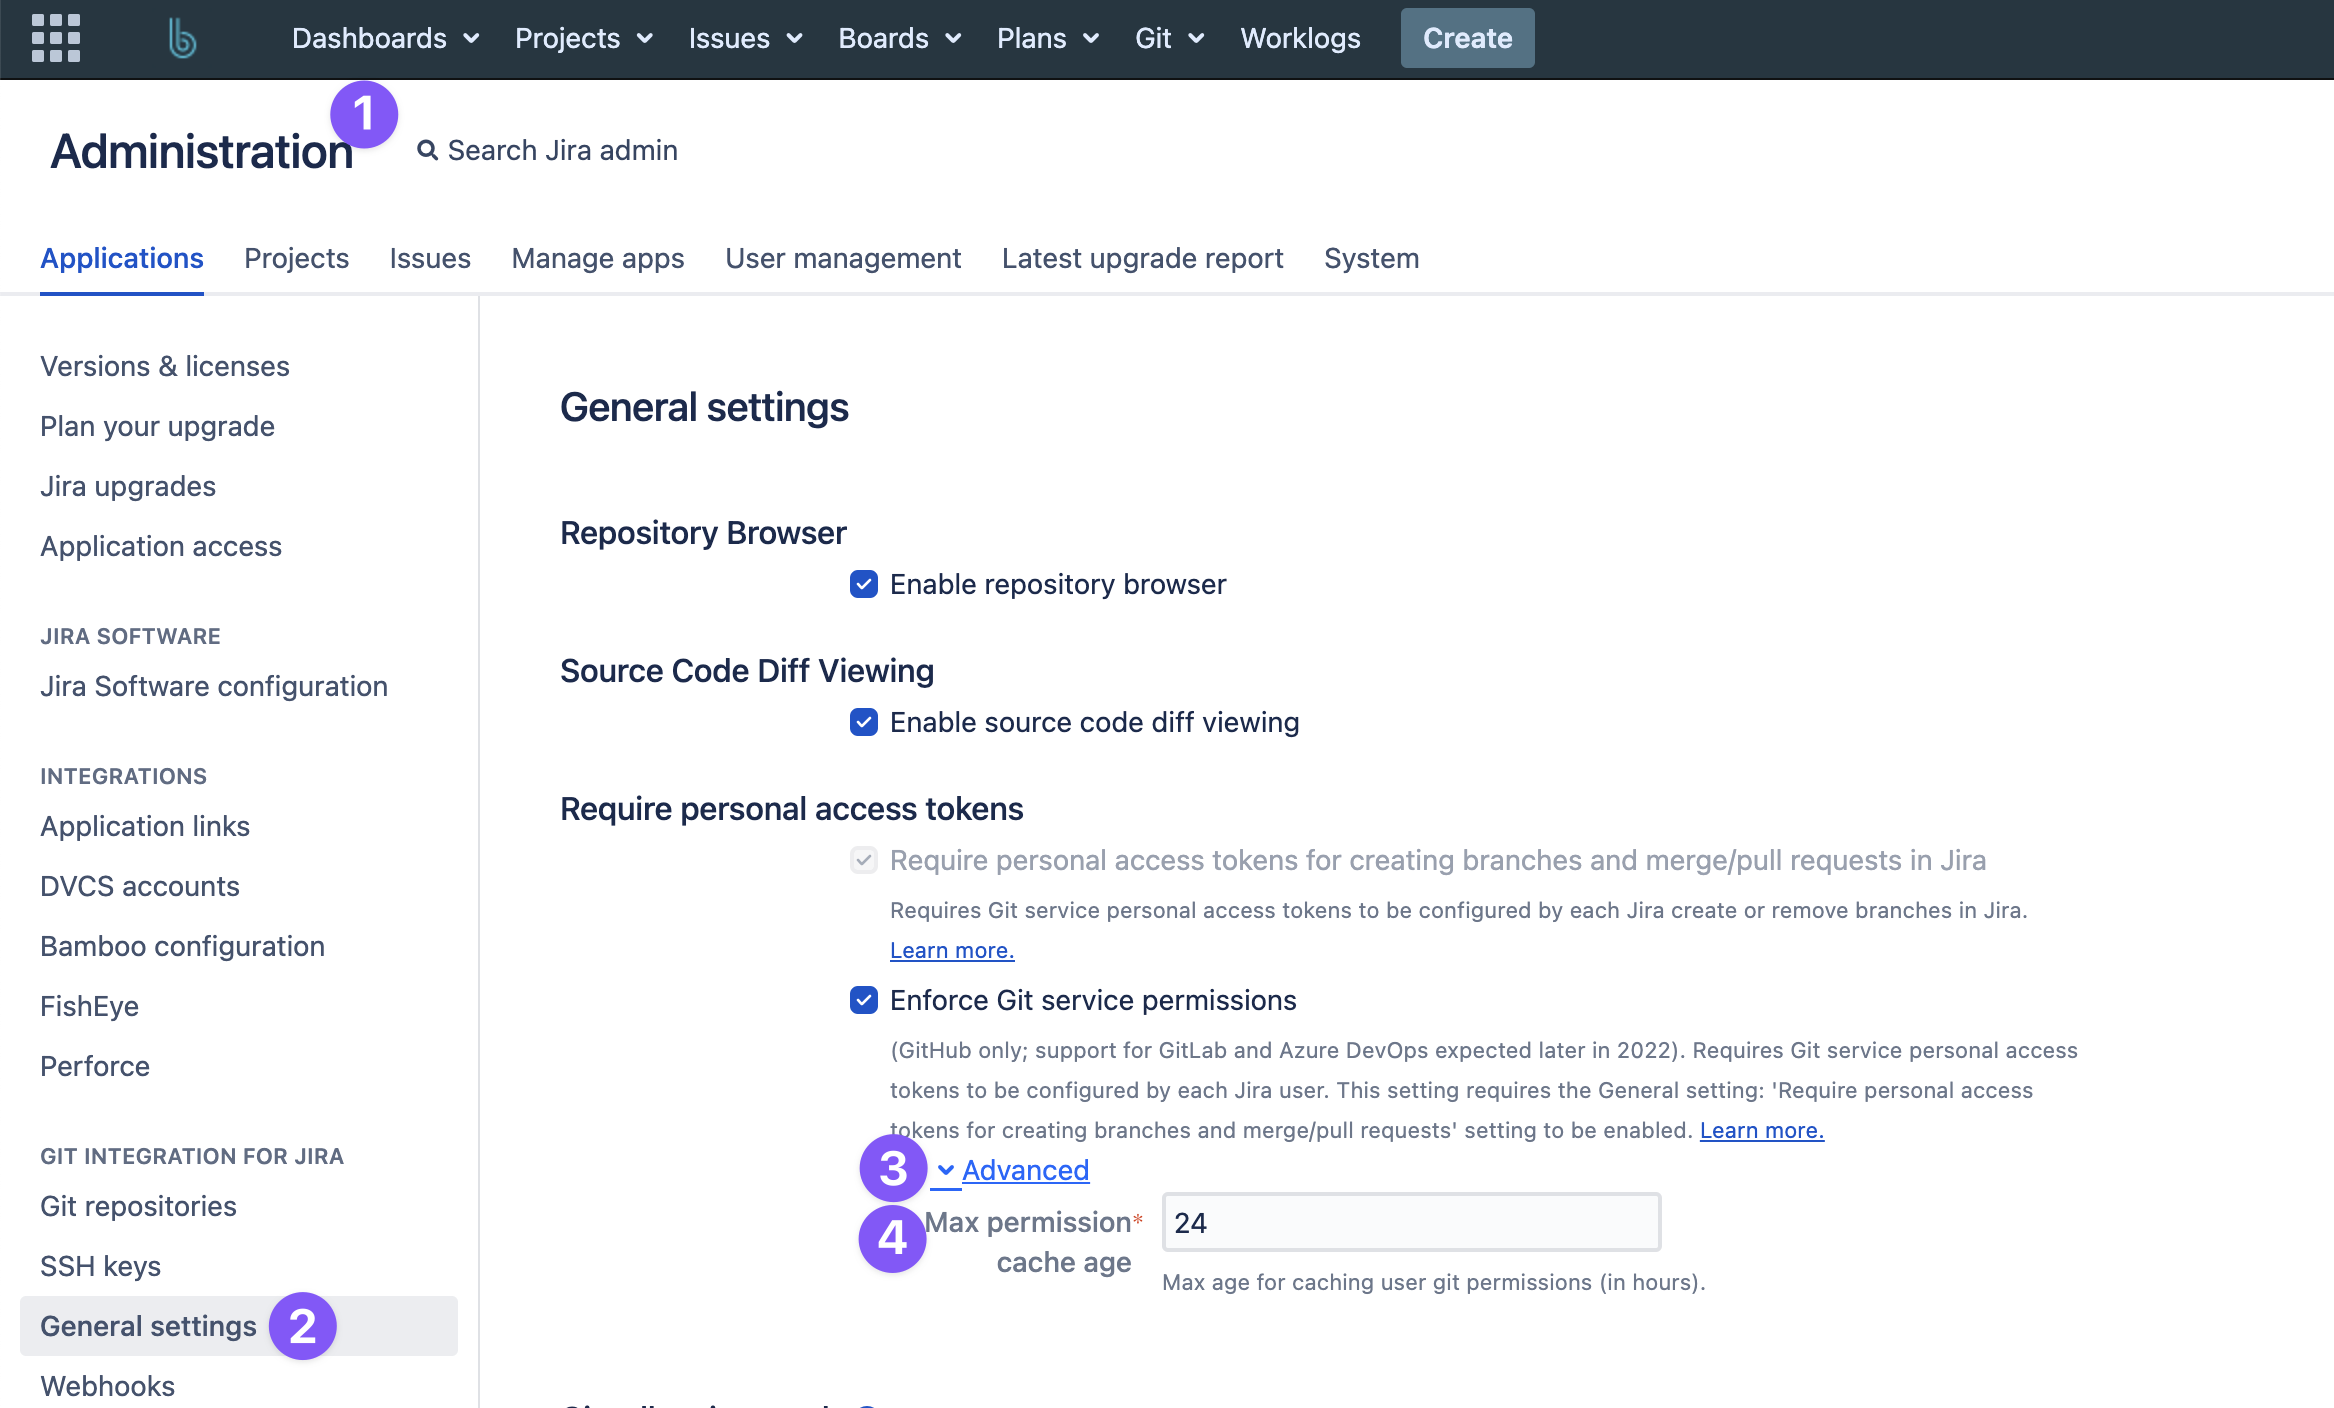 Dashboards Projects Issues Boards Plans Git Worklogs Create
1
Administration Search Jira admin
Applications Projects Issues Manage apps User management Latest upgrade report System
Versions & licenses
Plan your upgrade
Jira upgrades
Application access
JIRA SOFTWARE
Jira Software configuration
INTEGRATIONS
Application links
DVCS accounts
Bamboo configuration
FishEye
Perforce
GIT INTEGRATION FOR JIRA
Git repositories
SSH keys
General settings 2
Webhooks
General settings
Repository Browser
Enable repository browser
Source Code Diff Viewing
Enable source code diff viewing
Require personal access tokens
Require personal access tokens for creating branches and merge/pull requests in Jira
Requires Git service personal access tokens to be configured by each Jira create or remove branches in Jira.
Learn more.
Enforce Git service permissions
(GitHub only; support for GitLab and Azure DevOps expected later in 2022). Requires Git service personal access
tokens to be configured by each Jira user. This setting requires the General setting: 'Require personal access
tokens for creating branches and merge/pull requests' setting to be enabled. Learn more.
3 Advanced
4 Max permission* 24
cache age
Max age for caching user git permissions (in hours).